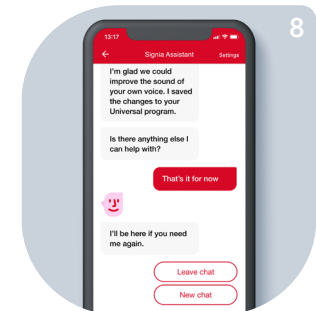 8
13:17
Signia Assistant
Settings
I'm glad we could
improve the sound of
your own voice. I saved
the changes to your
Universal program.
Is there anything else I
can help with?
That's it for now
I'll be here if you need
me again.
Leave chat
New chat